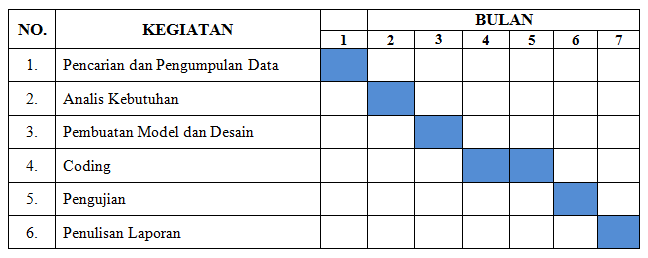 NO. KEGIATAN BULAN
1 2 3 4 5 6 7
1. Pencarian dan Pengumpulan Data
2. Analis Kebutuhan
3. Pembuatan Model dan Desain
4. Coding
5. Pengujian
6. Penulisan Laporan